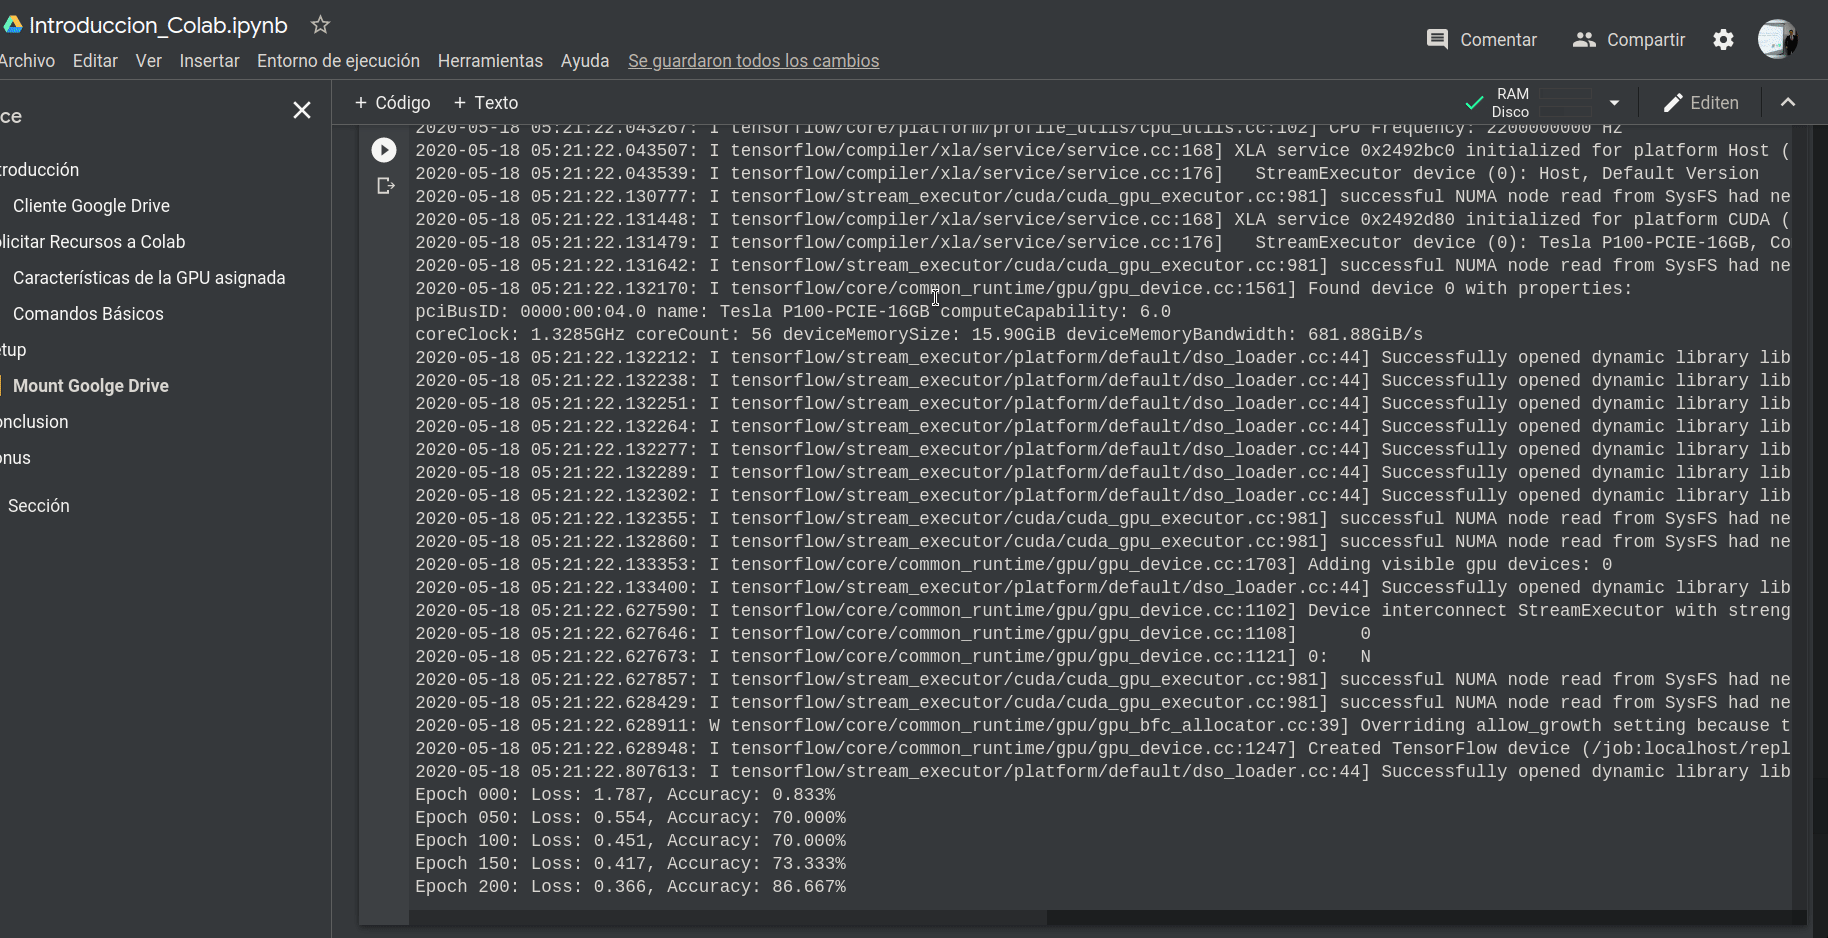 Introduccion_Colab.ipynb
Archivo Editar Ver Insertar Entorno de ejecución Herramientas Ayuda Se guardaron todos los cambios
Comentar Compartir
ce
+ Código + Texto
RAM
Disco
Editen
troducción
Cliente Google Drive
licitar Recursos a Colab
Características de la GPU asignada
Comandos Básicos
etup
Mount Goolge Drive
onclusion
onus
Sección
2020-05-18 05:21:22.043267: I tensorflow/core/platform/profile_utils/cpu_utils.cc:102] CPU Frequency: 2200000000 Hz
2020-05-18 05:21:22.043507: I tensorflow/compiler/xla/service/service.cc:168] XLA service 0x2492bc0 initialized for platform Host (
2020-05-18 05:21:22.043539: I tensorflow/compiler/xla/service/service.cc:176]   StreamExecutor device (0): Host, Default Version
2020-05-18 05:21:22.130777: I tensorflow/stream_executor/cuda/cuda_gpu_executor.cc:981] successful NUMA node read from SysFS had ne
2020-05-18 05:21:22.131448: I tensorflow/compiler/xla/service/service.cc:168] XLA service 0x2492d80 initialized for platform CUDA (
2020-05-18 05:21:22.131479: I tensorflow/compiler/xla/service/service.cc:176]   StreamExecutor device (0): Tesla P100-PCIE-16GB, Co
2020-05-18 05:21:22.131642: I tensorflow/stream_executor/cuda/cuda_gpu_executor.cc:981] successful NUMA node read from SysFS had ne
2020-05-18 05:21:22.132170: I tensorflow/core/common_runtime/gpu/gpu_device.cc:1561] Found device 0 with properties:
pciBusID: 0000:00:04.0 name: Tesla P100-PCIE-16GB computeCapability: 6.0
coreClock: 1.3285GHz coreCount: 56 deviceMemorySize: 15.90GiB deviceMemoryBandwidth: 681.88GiB/s
2020-05-18 05:21:22.132212: I tensorflow/stream_executor/platform/default/dso_loader.cc:44] Successfully opened dynamic library lib
2020-05-18 05:21:22.132238: I tensorflow/stream_executor/platform/default/dso_loader.cc:44] Successfully opened dynamic library lib
2020-05-18 05:21:22.132251: I tensorflow/stream_executor/platform/default/dso_loader.cc:44] Successfully opened dynamic library lib
2020-05-18 05:21:22.132264: I tensorflow/stream_executor/platform/default/dso_loader.cc:44] Successfully opened dynamic library lib
2020-05-18 05:21:22.132277: I tensorflow/stream_executor/platform/default/dso_loader.cc:44] Successfully opened dynamic library lib
2020-05-18 05:21:22.132289: I tensorflow/stream_executor/platform/default/dso_loader.cc:44] Successfully opened dynamic library lib
2020-05-18 05:21:22.132302: I tensorflow/stream_executor/platform/default/dso_loader.cc:44] Successfully opened dynamic library lib
2020-05-18 05:21:22.132355: I tensorflow/stream_executor/cuda/cuda_gpu_executor.cc:981] successful NUMA node read from SysFS had ne
2020-05-18 05:21:22.132860: I tensorflow/stream_executor/cuda/cuda_gpu_executor.cc:981] successful NUMA node read from SysFS had ne
2020-05-18 05:21:22.133353: I tensorflow/core/common_runtime/gpu/gpu_device.cc:1703] Adding visible gpu devices: 0
2020-05-18 05:21:22.133400: I tensorflow/stream_executor/platform/default/dso_loader.cc:44] Successfully opened dynamic library lib
2020-05-18 05:21:22.627590: I tensorflow/core/common_runtime/gpu/gpu_device.cc:1102] Device interconnect StreamExecutor with streng
2020-05-18 05:21:22.627646: I tensorflow/core/common_runtime/gpu/gpu_device.cc:1108]      0
2020-05-18 05:21:22.627673: I tensorflow/core/common_runtime/gpu/gpu_device.cc:1121] 0:   N
2020-05-18 05:21:22.627857: I tensorflow/stream_executor/cuda/cuda_gpu_executor.cc:981] successful NUMA node read from SysFS had ne
2020-05-18 05:21:22.628429: I tensorflow/stream_executor/cuda/cuda_gpu_executor.cc:981] successful NUMA node read from SysFS had ne
2020-05-18 05:21:22.628911: W tensorflow/core/common_runtime/gpu/gpu_bfc_allocator.cc:39] Overriding allow_growth setting because t
2020-05-18 05:21:22.628948: I tensorflow/core/common_runtime/gpu/gpu_device.cc:1247] Created TensorFlow device (/job:localhost/repl
2020-05-18 05:21:22.807613: I tensorflow/stream_executor/platform/default/dso_loader.cc:44] Successfully opened dynamic library lib
Epoch 000: Loss: 1.787, Accuracy: 0.833%
Epoch 050: Loss: 0.554, Accuracy: 70.000%
Epoch 100: Loss: 0.451, Accuracy: 70.000%
Epoch 150: Loss: 0.417, Accuracy: 73.333%
Epoch 200: Loss: 0.366, Accuracy: 86.667%